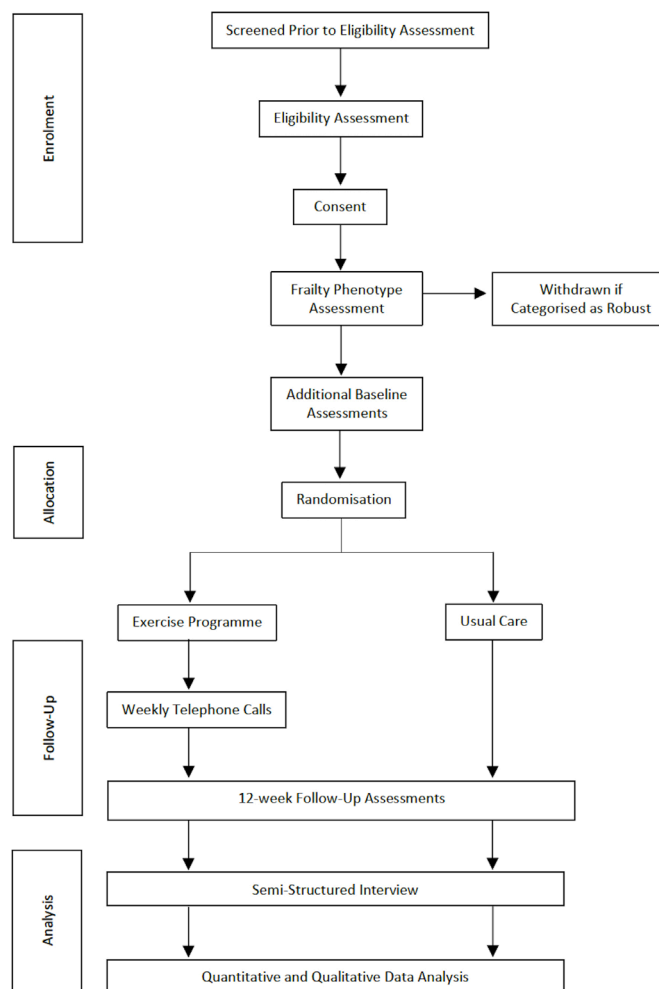 Enrolment
Screened Prior to Eligibility Assessment
Eligibility Assessment
Consent
Frailty Phenotype
Assessment
Withdrawn if
Categorised as Robust
Additional Baseline
Assessments
Allocation
Randomisation
Exercise Programme
Usual Care
Follow-Up
Weekly Telephone Calls
12-week Follow-Up Assessments
Analysis
Semi-Structured Interview
Quantitative and Qualitative Data Analysis